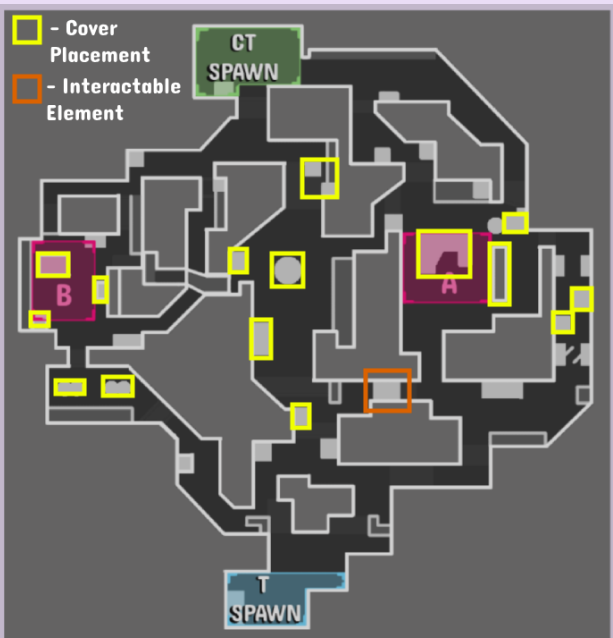 - Cover
Placement
- Interactable
Element
CT
SPAWN
B
A
T
SPAWN